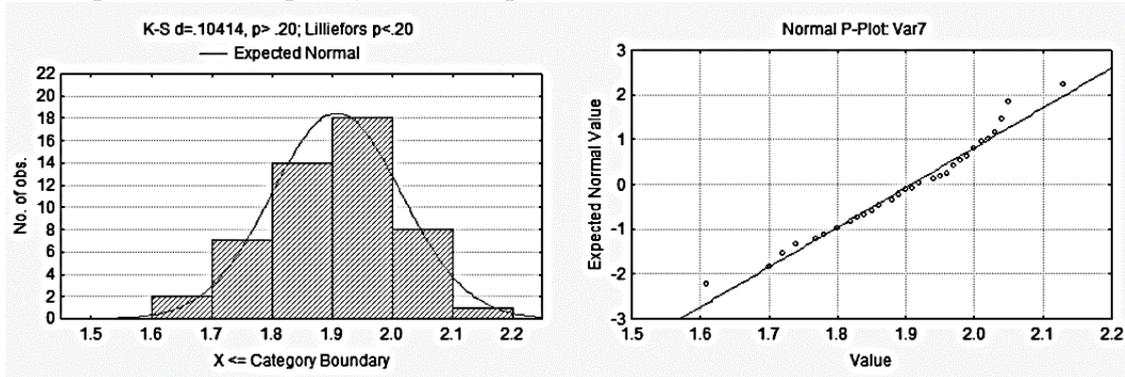 K-S d=.10414, p> .20; Lilliefors p<.20
Expected Normal
22
20
18
16
14
12
10
8
6
4
2
0
No. of obs.
1.5 1.6 1.7 1.8 1.9 2.0 2.1 2.2
X <= Category Boundary
Normal P-Plot: Var7
3
2
1
0
-1
-2
-3
Expected Normal Value
1.5 1.6 1.7 1.8 1.9 2.0 2.1 2.2
Value